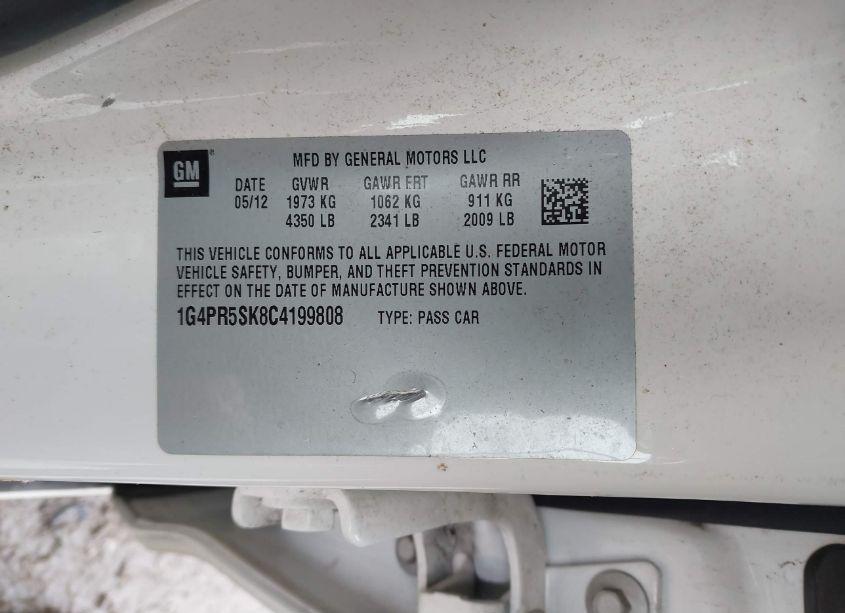 GM ®
MFD BY GENERAL MOTORS LLC
DATE GVWR GAWR FRT GAWR RR
05/12 1973 KG 1062 KG 911 KG
4350 LB 2341 LB 2009 LB
THIS VEHICLE CONFORMS TO ALL APPLICABLE U.S. FEDERAL MOTOR
VEHICLE SAFETY, BUMPER, AND THEFT PREVENTION STANDARDS IN
EFFECT ON THE DATE OF MANUFACTURE SHOWN ABOVE.
1G4PR5SK8C4199808 TYPE: PASS CAR